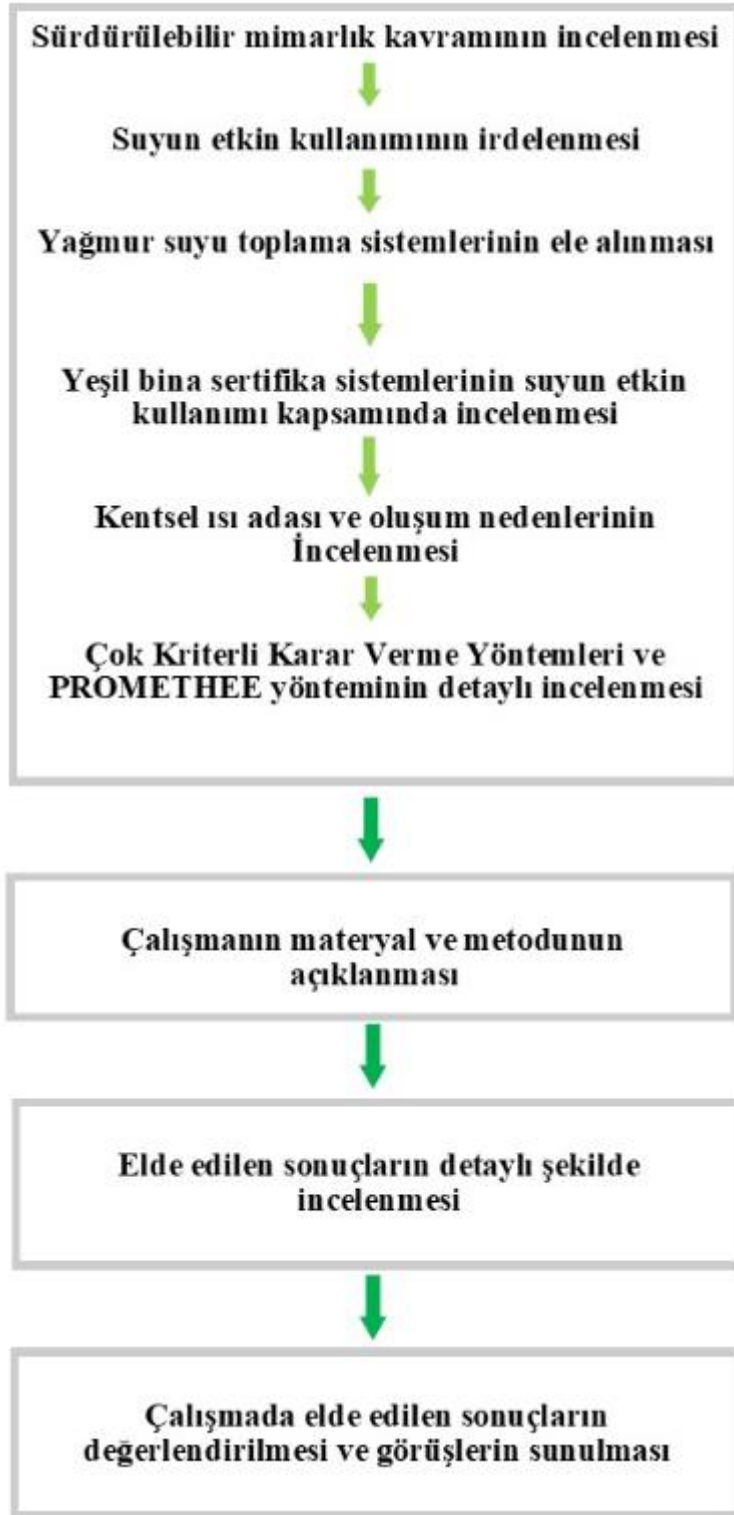 Sürdürülebilir mimarlık kavramının incelenmesi
Suyun etkin kullanımının irdelenmesi
Yağmur suyu toplama sistemlerinin ele alınması
Yeşil bina sertifika sistemlerinin suyun etkin
kullanımı kapsamında incelenmesi
Kentsel ısı adası ve oluşum nedenlerinin
İncelenmesi
Çok Kriterli Karar Verme Yöntemleri ve
PROMETHEE yönteminin detaylı incelenmesi
Çalışmanın materyal ve metodunun
açıklanması
Elde edilen sonuçların detaylı şekilde
incelenmesi
Çalışmada elde edilen sonuçların
değerlendirilmesi ve görüşlerin sunulması